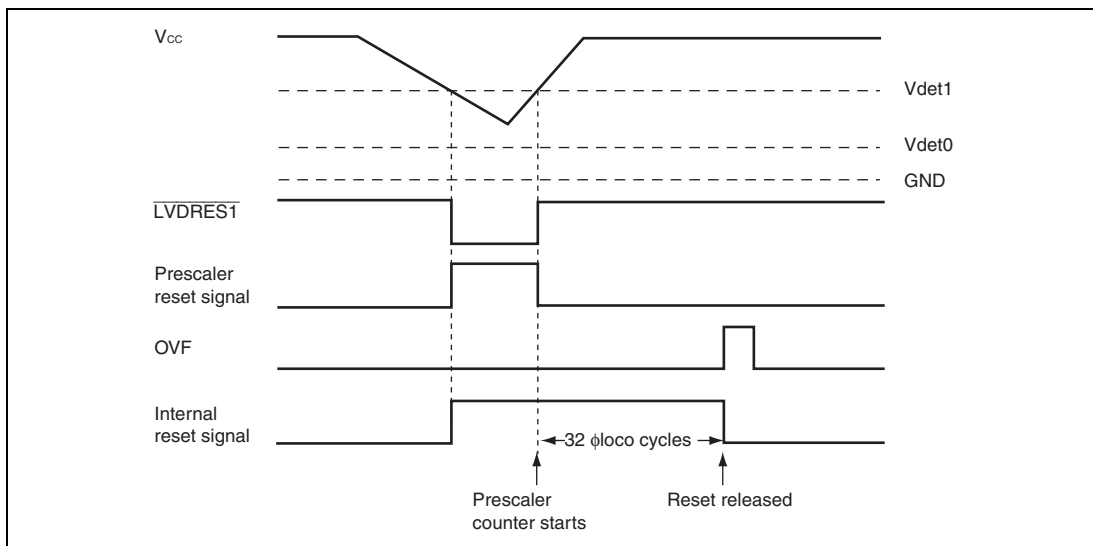 Vcc
Vdet1
Vdet0
GND
LVDRES1
Prescaler
reset signal
OVF
Internal
reset signal
32 ϕloco cycles
Prescaler
counter starts
Reset released